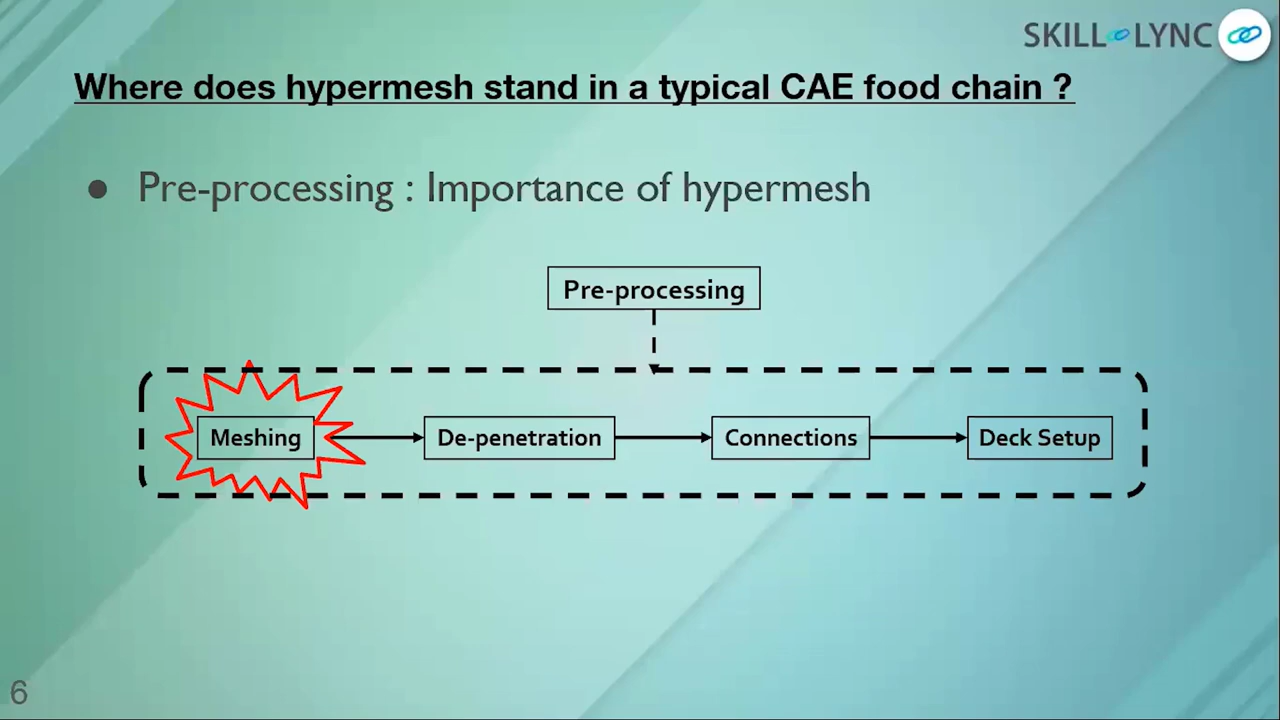 SKILL LYNC
Where does hypermesh stand in a typical CAE food chain ?
● Pre-processing : Importance of hypermesh
Pre-processing
Meshing
De-penetration
Connections
Deck Setup
6